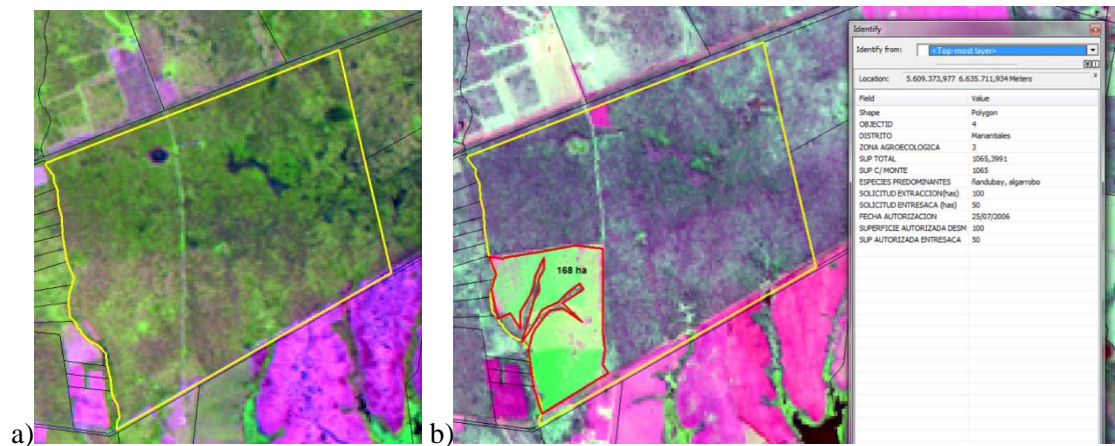 a)
b)
168 ha
Identify
Identify from: <Top-most layer>
Location: 5.609.373,977 6.635.711,934 Meters
Field Value
Shape Polygon
OBJECTID 4
DISTRITO Manantiales
ZONA AGROECOLOGICA 3
SUP TOTAL 1065,3991
SUP C/ MONTE 1065
ESPECIES PREDOMINANTES ñandubay, algarrobo
SOLICITUD EXTRACCION(has) 100
SOLICITUD ENTRESACA (has) 50
FECHA AUTORIZACION 25/07/2006
SUPERFICIE AUTORIZADA DESM 100
SUP AUTORIZADA ENTRESACA 50